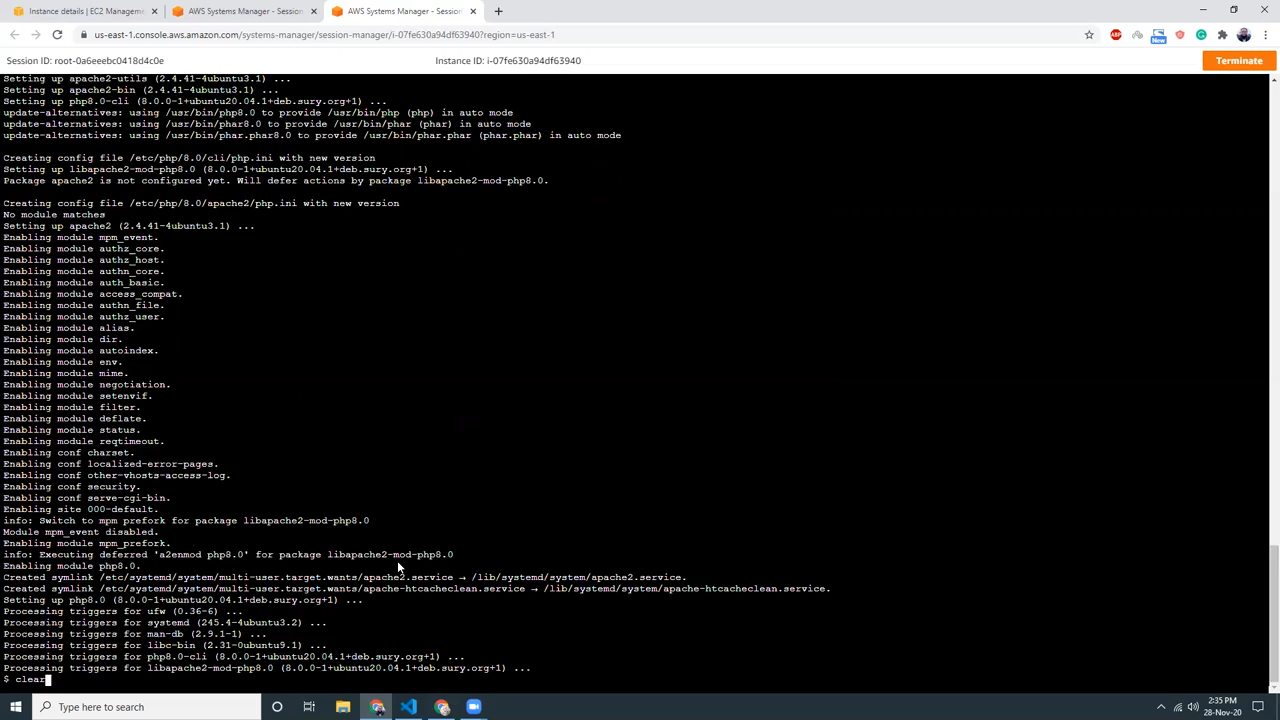 Instance details | EC2 Manageme
AWS Systems Manager - Session
AWS Systems Manager - Session
us-east-1.console.aws.amazon.com/systems-manager/session-manager/i-07fe630a94df63940?region=us-east-1
ABP
New
Session ID: root-0a6eeebc0418d4c0e
Instance ID: i-07fe630a94df63940
Terminate
Setting up apache2-utils (2.4.41-4ubuntu3.1) ...
Setting up apache2-bin (2.4.41-4ubuntu3.1) ...
Setting up php8.0-cli (8.0.0-1+ubuntu20.04.1+deb.sury.org+1) ...
update-alternatives: using /usr/bin/php8.0 to provide /usr/bin/php (php) in auto mode
update-alternatives: using /usr/bin/phar8.0 to provide /usr/bin/phar (phar) in auto mode
update-alternatives: using /usr/bin/phar.phar8.0 to provide /usr/bin/phar.phar (phar.phar) in auto mode
Creating config file /etc/php/8.0/cli/php.ini with new version
Setting up libapache2-mod-php8.0 (8.0.0-1+ubuntu20.04.1+deb.sury.org+1) ...
Package apache2 is not configured yet. Will defer actions by package libapache2-mod-php8.0.
Creating config file /etc/php/8.0/apache2/php.ini with new version
No module matches
Setting up apache2 (2.4.41-4ubuntu3.1) ...
Enabling module mpm_event.
Enabling module authz_core.
Enabling module authz_host.
Enabling module authn_core.
Enabling module auth_basic.
Enabling module access_compat.
Enabling module authn_file.
Enabling module authz_user.
Enabling module alias.
Enabling module dir.
Enabling module autoindex.
Enabling module env.
Enabling module mime.
Enabling module negotiation.
Enabling module setenvif.
Enabling module filter.
Enabling module deflate.
Enabling module status.
Enabling module reqtimeout.
Enabling conf charset.
Enabling conf localized-error-pages.
Enabling conf other-vhosts-access-log.
Enabling conf security.
Enabling conf serve-cgi-bin.
Enabling site 000-default.
info: Switch to mpm prefork for package libapache2-mod-php8.0
Module mpm_event disabled.
Enabling module mpm_prefork.
info: Executing deferred 'a2enmod php8.0' for package libapache2-mod-php8.0
Enabling module php8.0.
Created symlink /etc/systemd/system/multi-user.target.wants/apache2.service → /lib/systemd/system/apache2.service.
Created symlink /etc/systemd/system/multi-user.target.wants/apache-htcacheclean.service → /lib/systemd/system/apache-htcacheclean.service.
Setting up php8.0 (8.0.0-1+ubuntu20.04.1+deb.sury.org+1) ...
Processing triggers for ufw (0.36-6) ...
Processing triggers for systemd (245.4-4ubuntu3.2) ...
Processing triggers for man-db (2.9.1-1) ...
Processing triggers for libc-bin (2.31-0ubuntu9.1) ...
Processing triggers for php8.0-cli (8.0.0-1+ubuntu20.04.1+deb.sury.org+1) ...
Processing triggers for libapache2-mod-php8.0 (8.0.0-1+ubuntu20.04.1+deb.sury.org+1) ...
$ clear
Type here to search
2:35 PM
28-Nov-20